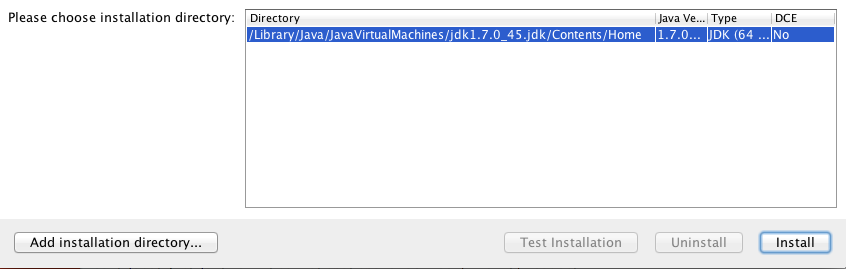 Please choose installation directory:
Directory Java Ve... Type DCE
/Library/Java/JavaVirtualMachines/jdk1.7.0_45.jdk/Contents/Home 1.7.0... JDK (64 ... No
Add installation directory... Test Installation Uninstall Install